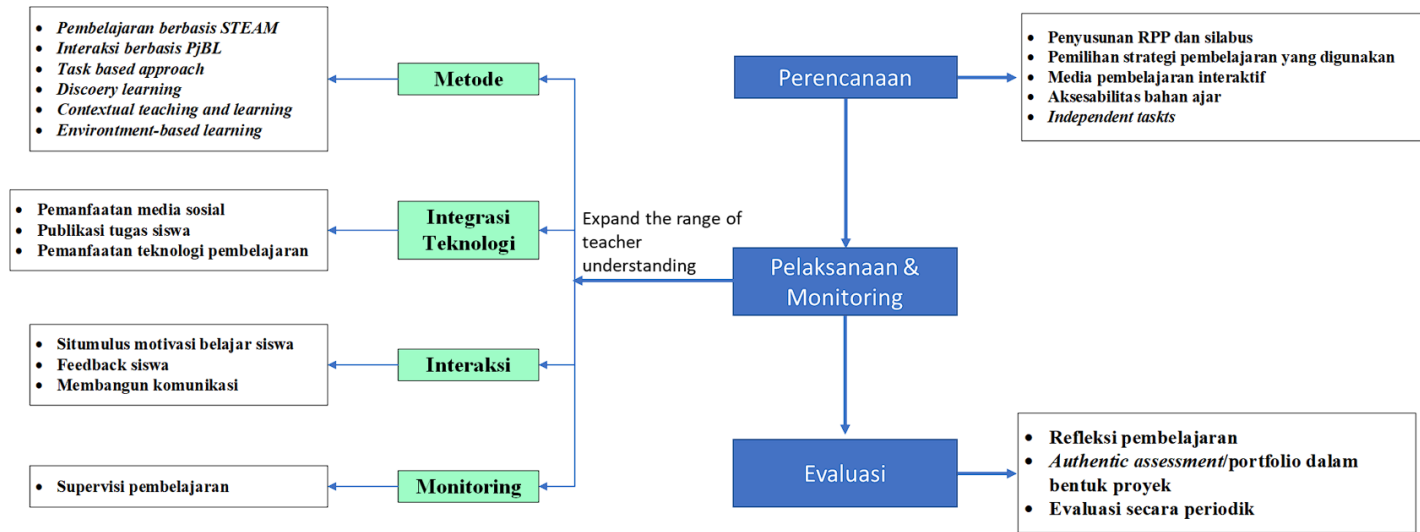 • Pembelajaran berbasis STEAM
• Interaksi berbasis PjBL
• Task based approach
• Discoery learning
• Contextual teaching and learning
• Environtment-based learning
Metode
Perencanaan
• Penyusunan RPP dan silabus
• Pemilihan strategi pembelajaran yang digunakan
• Media pembelajaran interaktif
• Aksesabilitas bahan ajar
• Independent taskts
• Pemanfaatan media sosial
• Publikasi tugas siswa
• Pemanfaatan teknologi pembelajaran
Integrasi
Teknologi
Expand the range of
teacher
understanding
Pelaksanaan &
Monitoring
• Situmulus motivasi belajar siswa
• Feedback siswa
• Membangun komunikasi
Interaksi
• Supervisi pembelajaran
Monitoring
Evaluasi
• Refleksi pembelajaran
• Authentic assessment/portfolio dalam
bentuk proyek
• Evaluasi secara periodik